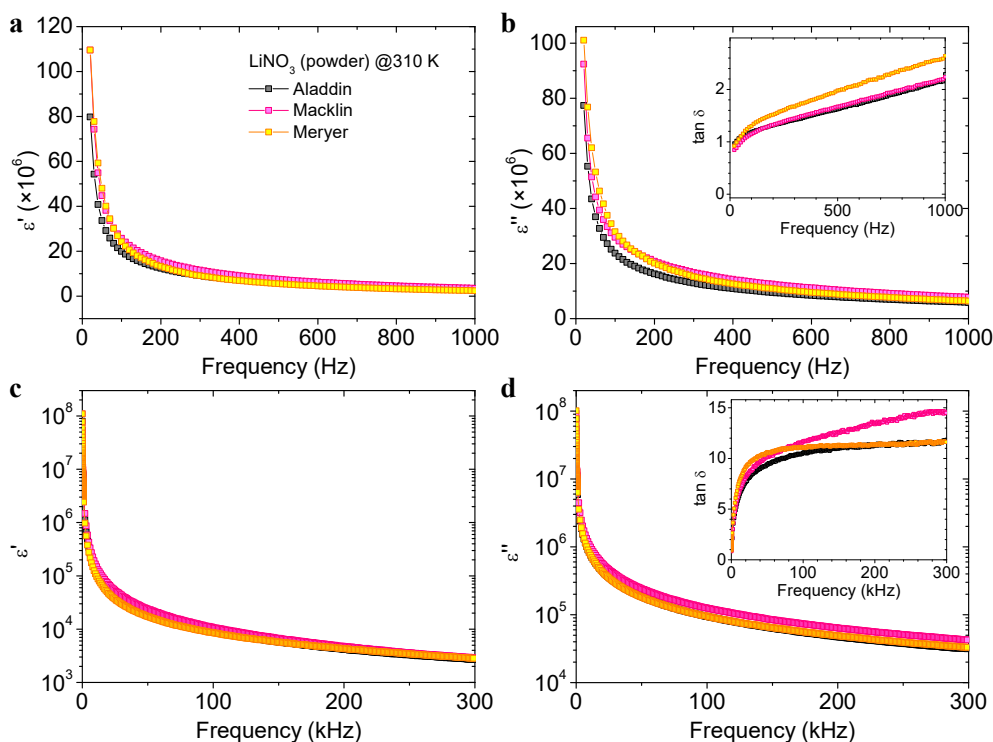 a
120
100
80
60
40
20
0
ε' (×10⁶)
0 200 400 600 800 1000
Frequency (Hz)
LiNO₃ (powder) @310 K
Aladdin
Macklin
Meryer
b
100
80
60
40
20
0
ε'' (×10⁶)
0 200 400 600 800 1000
Frequency (Hz)
2
1
0
tan δ
0 500 1000
Frequency (Hz)
c
10⁸
10⁷
10⁶
10⁵
10⁴
10³
ε'
0 100 200 300
Frequency (kHz)
d
10⁸
10⁷
10⁶
10⁵
10⁴
ε''
0 100 200 300
Frequency (kHz)
15
10
5
0
tan δ
0 100 200 300
Frequency (kHz)